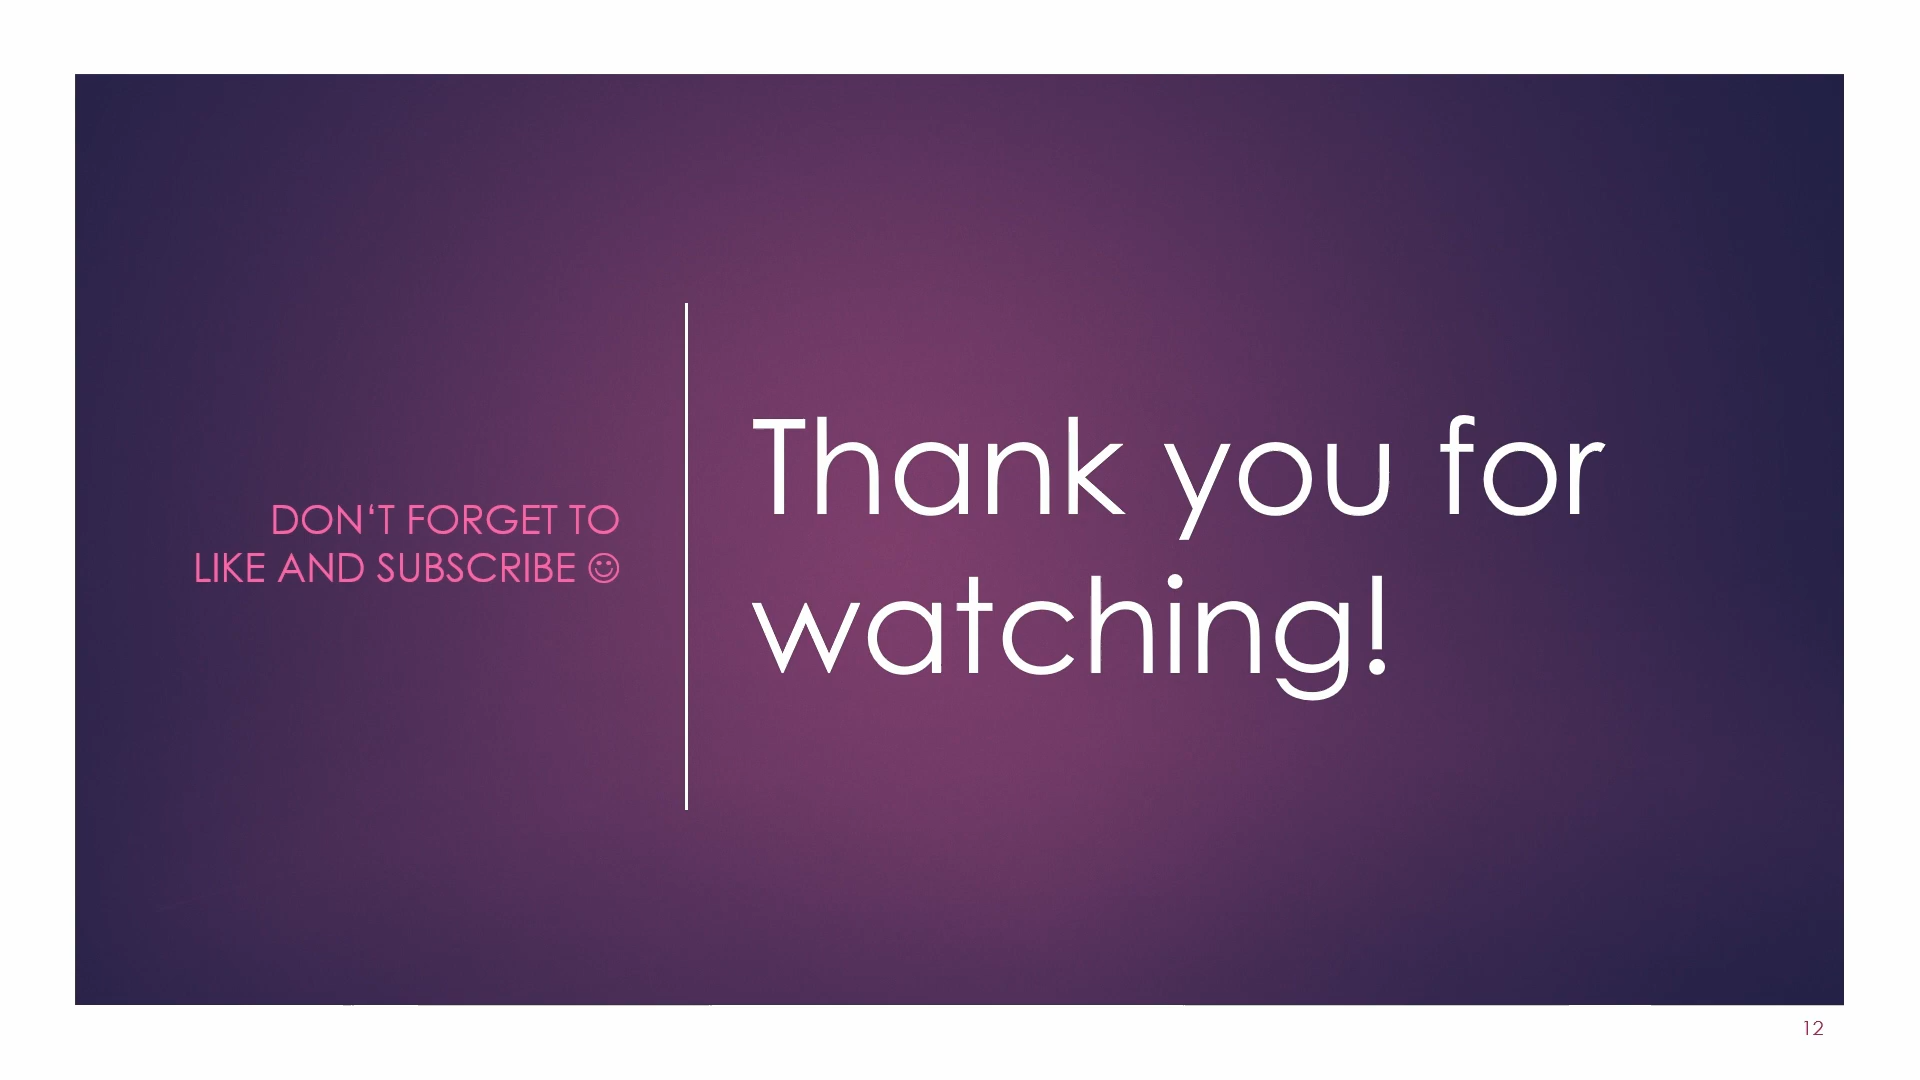 DON‘T FORGET TO
LIKE AND SUBSCRIBE ☺
Thank you for
watching!
12